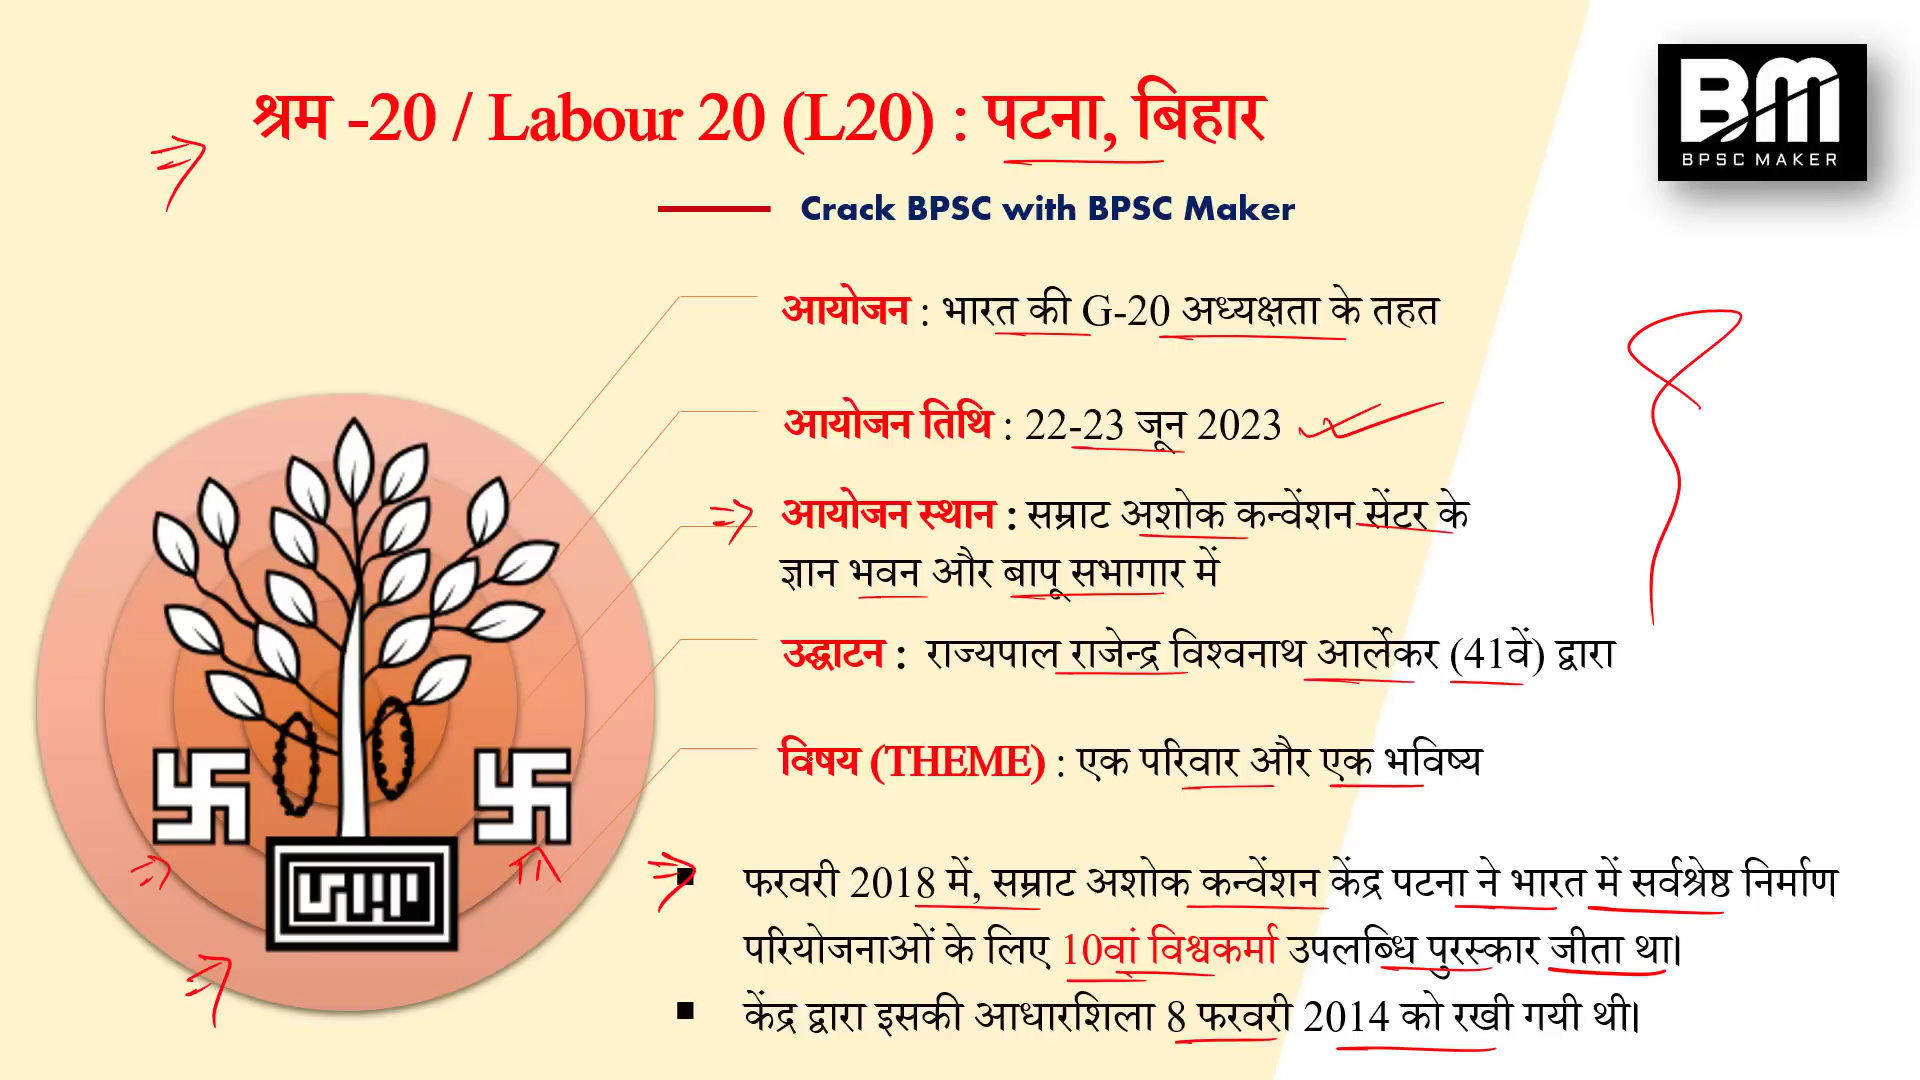 श्रम -20 / Labour 20 (L20) : पटना, बिहार
BM
BPSC MAKER
Crack BPSC with BPSC Maker
आयोजन : भारत की G-20 अध्यक्षता के तहत
आयोजन तिथि : 22-23 जून 2023
आयोजन स्थान : सम्राट अशोक कन्वेंशन सेंटर के
ज्ञान भवन और बापू सभागार में
उद्घाटन : राज्यपाल राजेन्द्र विश्वनाथ आर्लेकर (41वें) द्वारा
विषय (THEME) : एक परिवार और एक भविष्य
▪ फरवरी 2018 में, सम्राट अशोक कन्वेंशन केंद्र पटना ने भारत में सर्वश्रेष्ठ निर्माण
परियोजनाओं के लिए 10वां विश्वकर्मा उपलब्धि पुरस्कार जीता था।
▪ केंद्र द्वारा इसकी आधारशिला 8 फरवरी 2014 को रखी गयी थी।